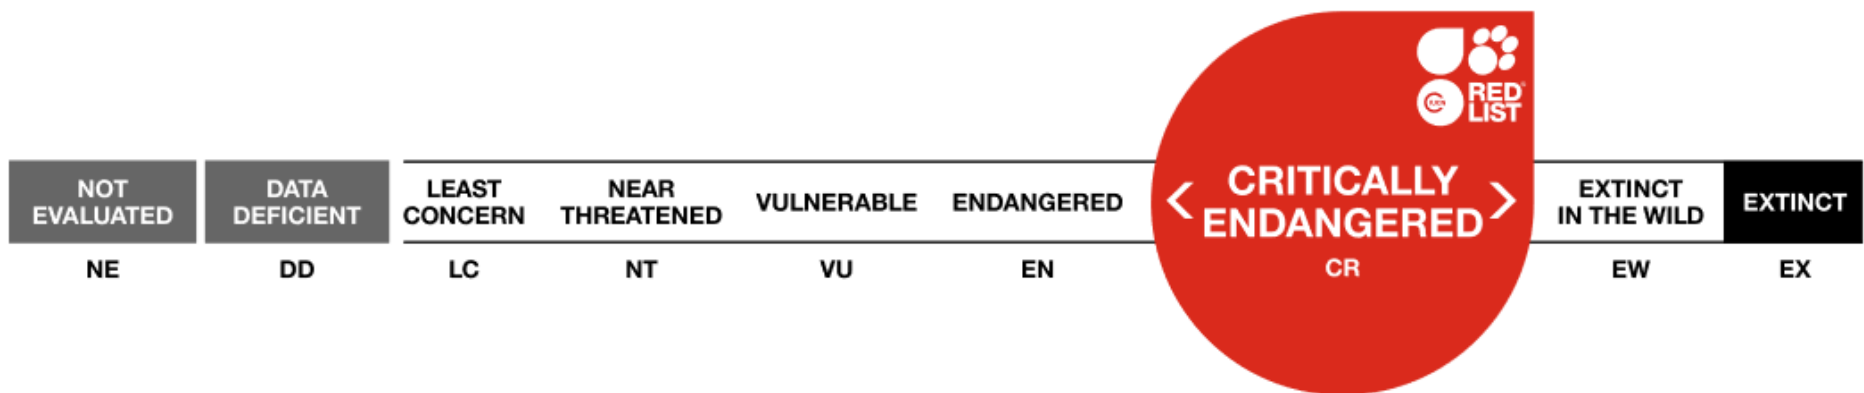 RED
LIST
IUCN
NOT
EVALUATED
DATA
DEFICIENT
LEAST
CONCERN
NEAR
THREATENED
VULNERABLE
ENDANGERED
< CRITICALLY
ENDANGERED >
EXTINCT
IN THE WILD
EXTINCT
NE
DD
LC
NT
VU
EN
CR
EW
EX